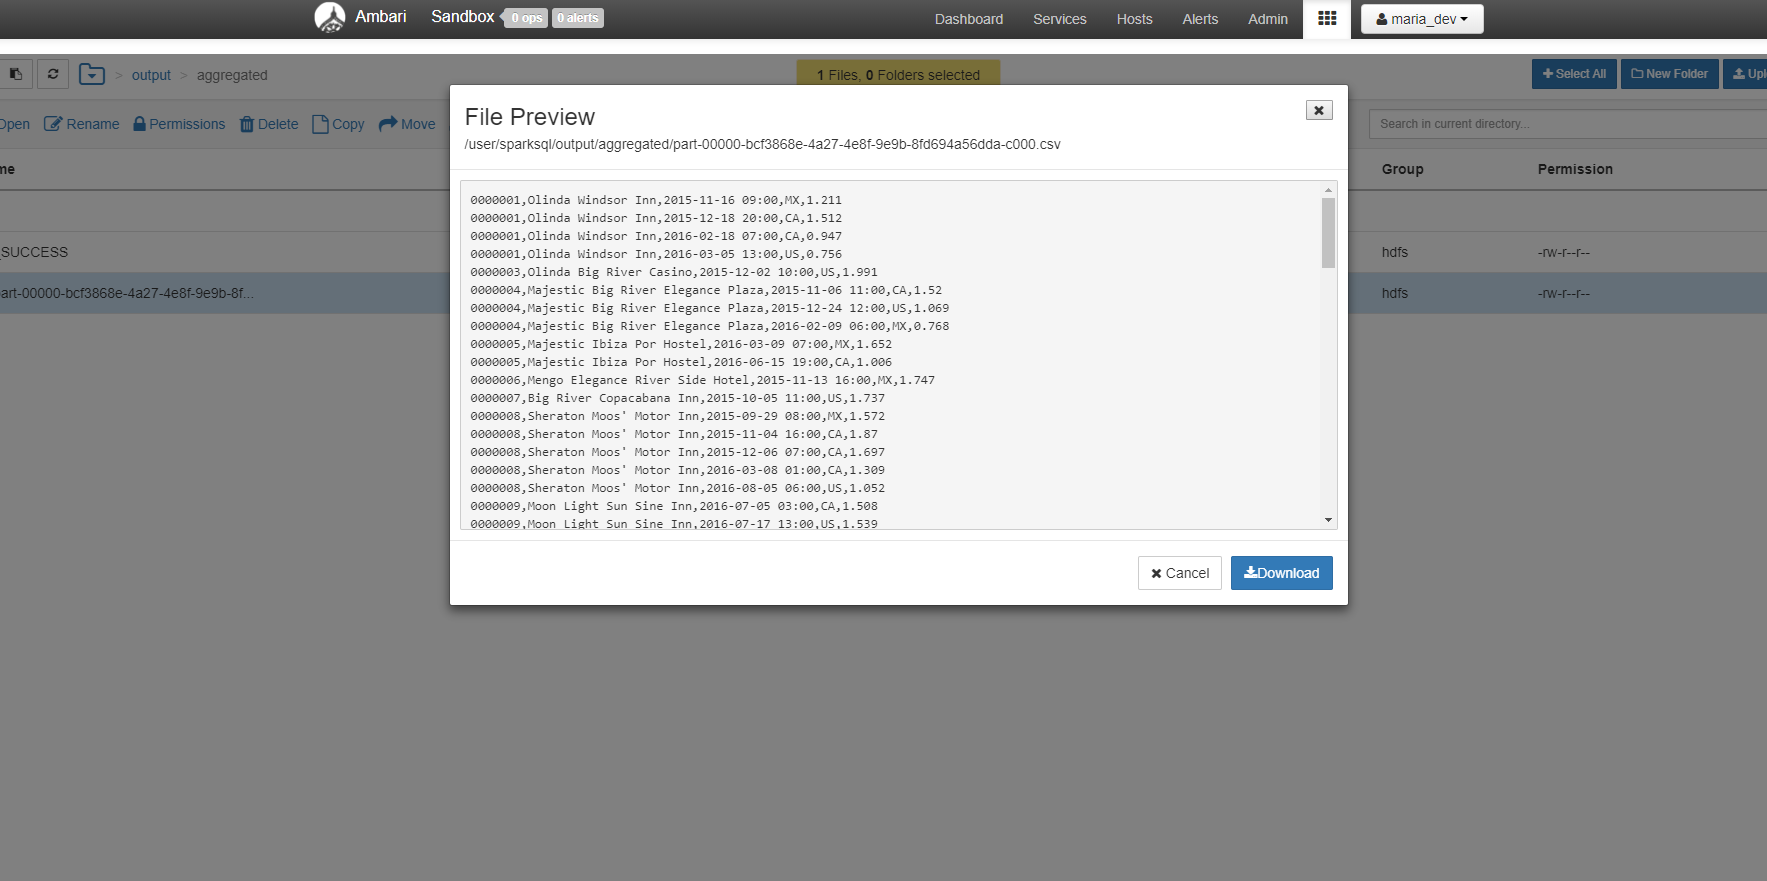 Ambari Sandbox 0 ops 0 alerts Dashboard Services Hosts Alerts Admin maria_dev
> output > aggregated 1 Files, 0 Folders selected Select All New Folder
Open Rename Permissions Delete Copy Move Search in current directory...
File Preview
/user/sparksql/output/aggregated/part-00000-bcf3868e-4a27-4e8f-9e9b-8fd694a56dda-c000.csv
me Group Permission
0000001,Olinda Windsor Inn,2015-11-16 09:00,MX,1.211
0000001,Olinda Windsor Inn,2015-12-18 20:00,CA,1.512
0000001,Olinda Windsor Inn,2016-02-18 07:00,CA,0.947
0000001,Olinda Windsor Inn,2016-03-05 13:00,US,0.756
0000003,Olinda Big River Casino,2015-12-02 10:00,US,1.991
0000004,Majestic Big River Elegance Plaza,2015-11-06 11:00,CA,1.52
0000004,Majestic Big River Elegance Plaza,2015-12-24 12:00,US,1.069
0000004,Majestic Big River Elegance Plaza,2016-02-09 06:00,MX,0.768
0000005,Majestic Ibiza Por Hostel,2016-03-09 07:00,MX,1.652
0000005,Majestic Ibiza Por Hostel,2016-06-15 19:00,CA,1.006
0000006,Mengo Elegance River Side Hotel,2015-11-13 16:00,MX,1.747
0000007,Big River Copacabana Inn,2015-10-05 11:00,US,1.737
0000008,Sheraton Moos' Motor Inn,2015-09-29 08:00,MX,1.572
0000008,Sheraton Moos' Motor Inn,2015-11-04 16:00,CA,1.87
0000008,Sheraton Moos' Motor Inn,2015-12-06 07:00,CA,1.697
0000008,Sheraton Moos' Motor Inn,2016-03-08 01:00,CA,1.309
0000008,Sheraton Moos' Motor Inn,2016-08-05 06:00,US,1.052
0000009,Moon Light Sun Sine Inn,2016-07-05 03:00,CA,1.508
0000009,Moon Light Sun Sine Inn,2016-07-17 13:00,US,1.539
_SUCCESS hdfs -rw-r--r--
art-00000-bcf3868e-4a27-4e8f-9e9b-8f... hdfs -rw-r--r--
Cancel Download